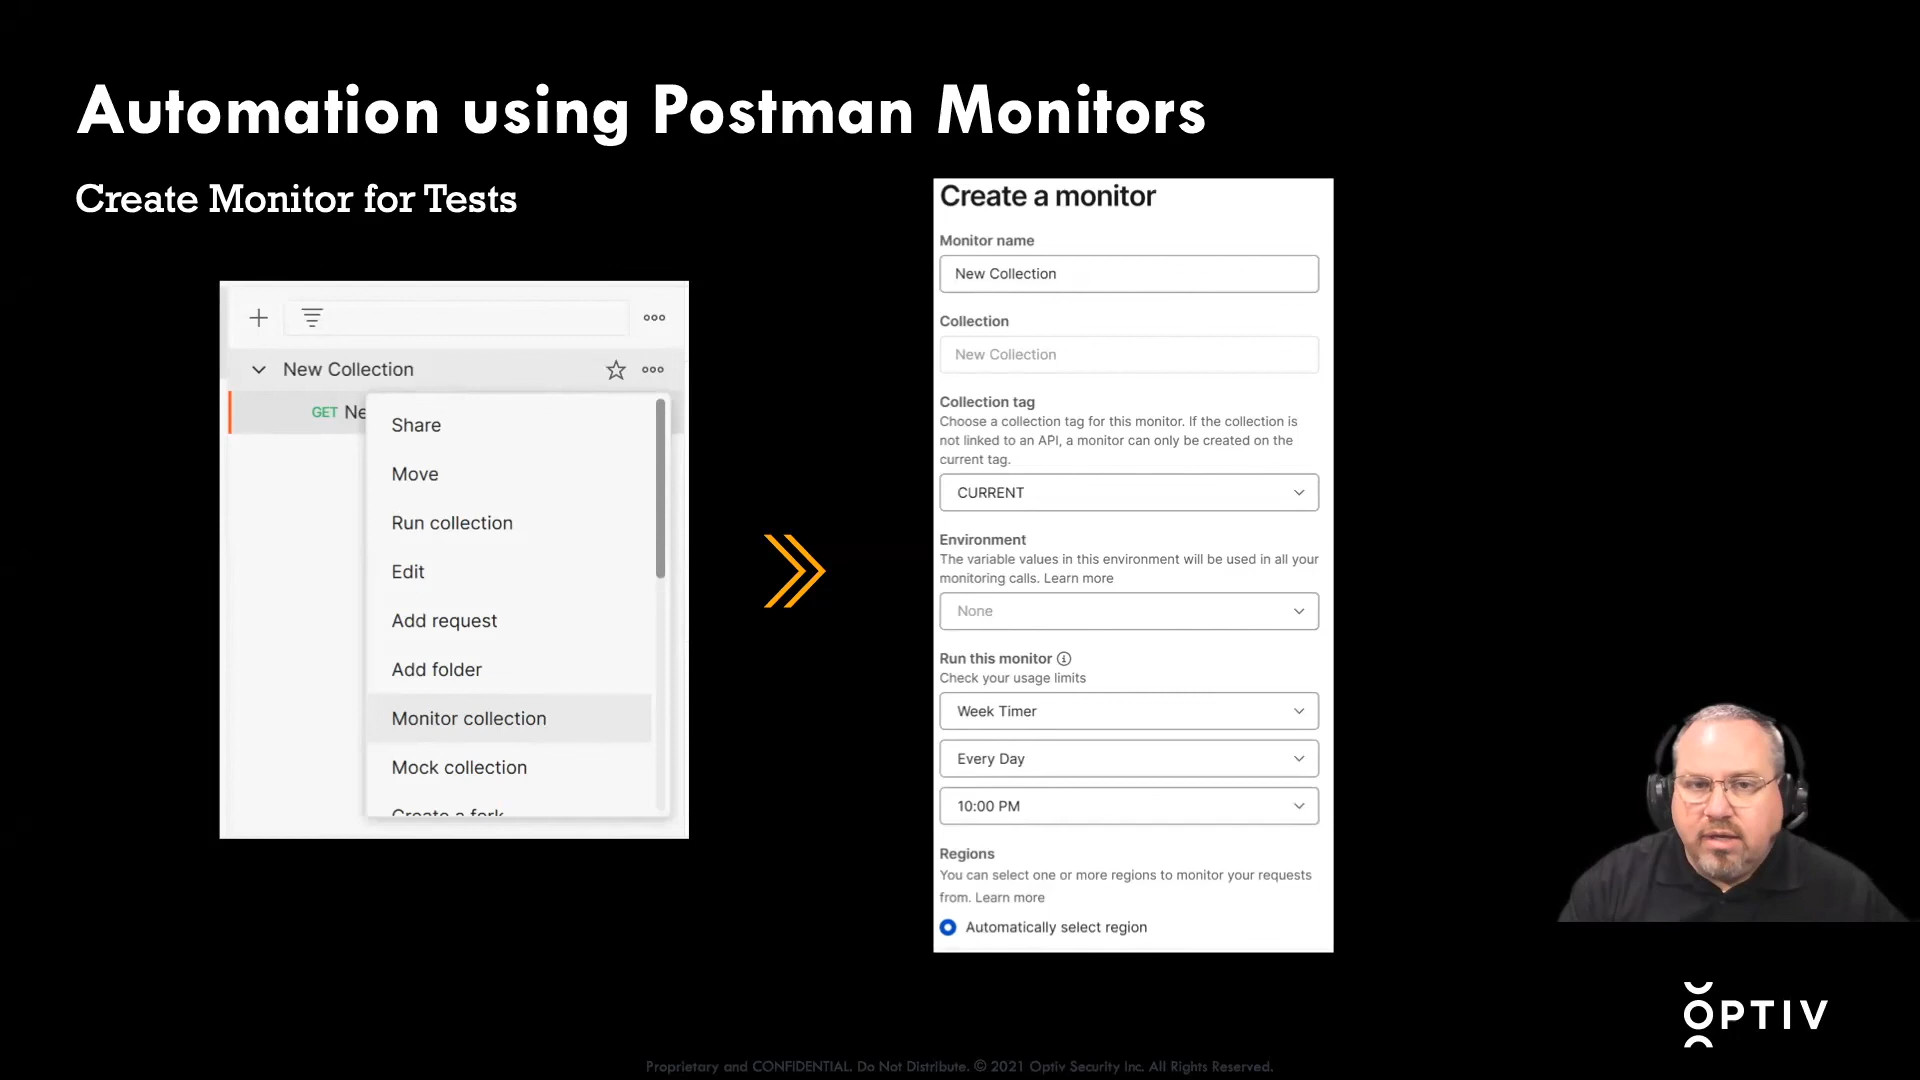 Automation using Postman Monitors
Create Monitor for Tests
New Collection
GET Ne
Share
Move
Run collection
Edit
Add request
Add folder
Monitor collection
Mock collection
Create a fork
Create a monitor
Monitor name
New Collection
Collection
New Collection
Collection tag
Choose a collection tag for this monitor. If the collection is
not linked to an API, a monitor can only be created on the
current tag.
CURRENT
Environment
The variable values in this environment will be used in all your
monitoring calls. Learn more
None
Run this monitor
Check your usage limits
Week Timer
Every Day
10:00 PM
Regions
You can select one or more regions to monitor your requests
from. Learn more
Automatically select region
OPTIV
Proprietary and CONFIDENTIAL. Do Not Distribute. © 2021 Optiv Security Inc. All Rights Reserved.